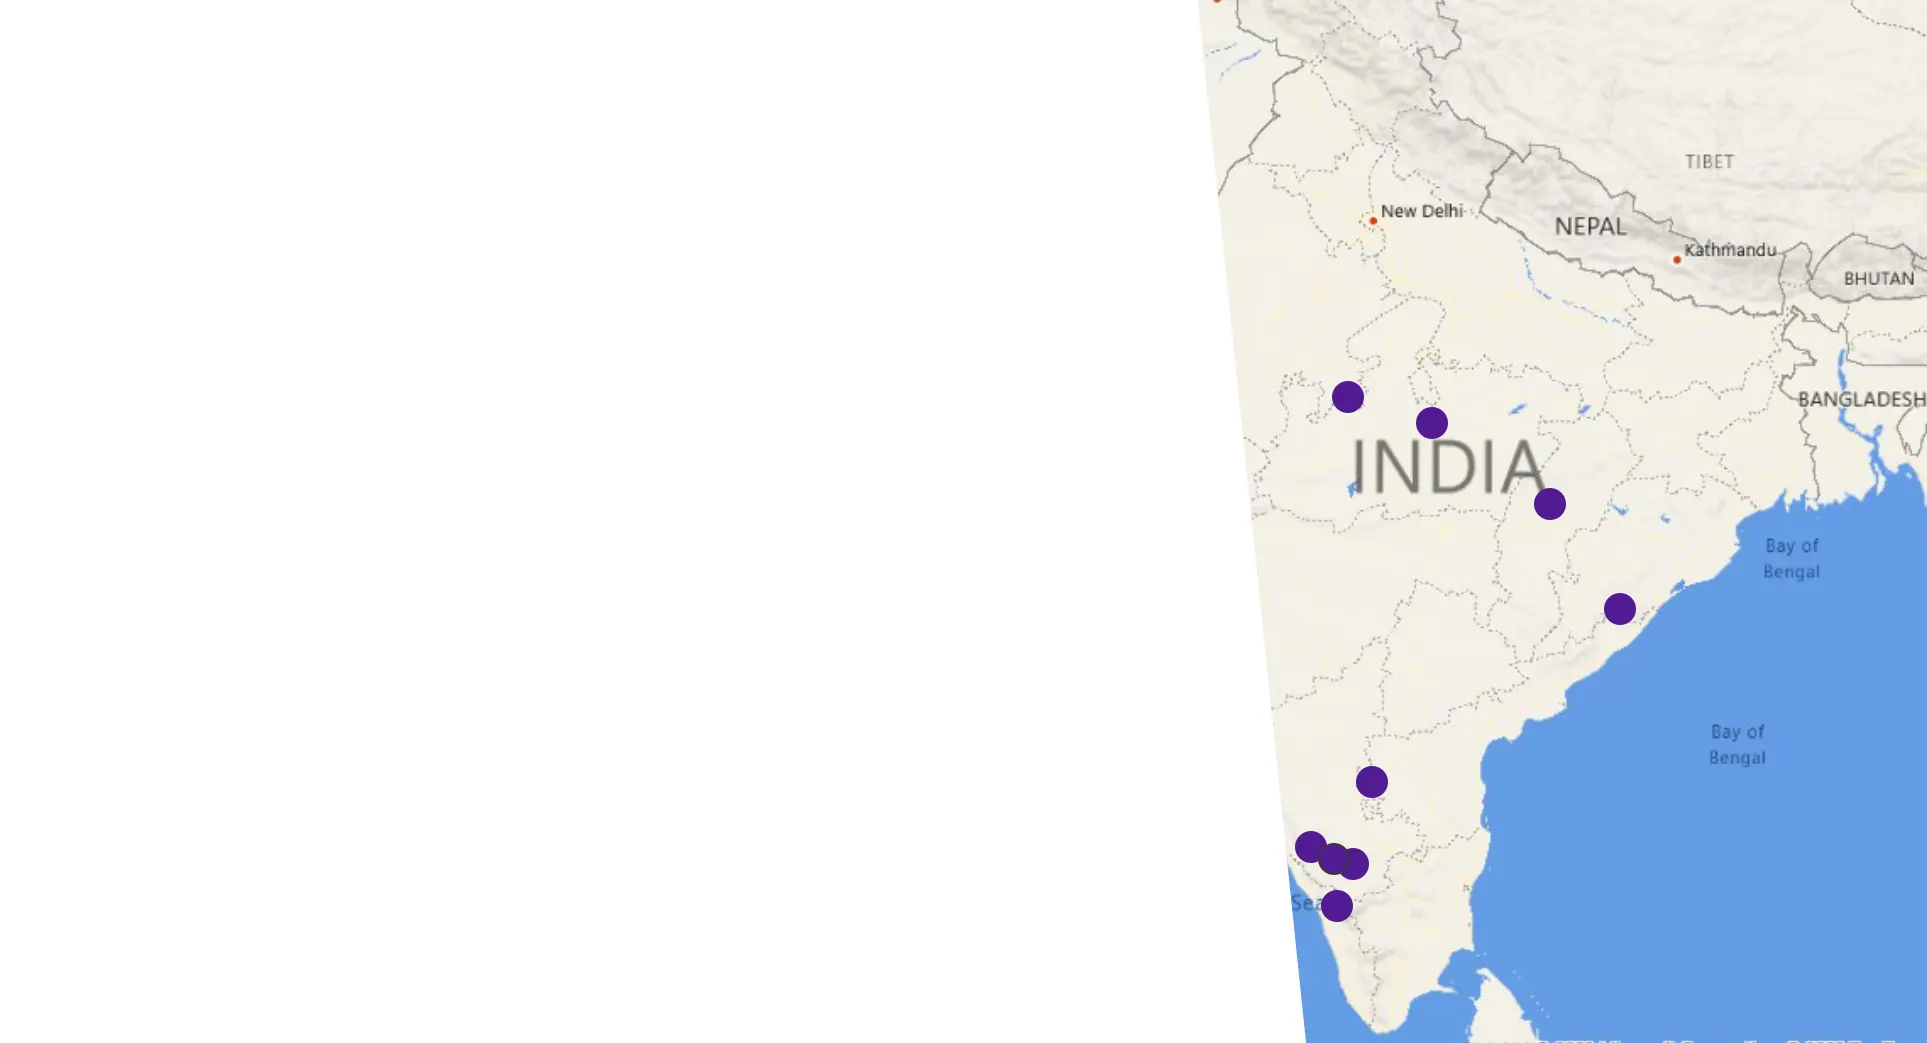 TIBET
New Delhi
NEPAL
Kathmandu
BHUTAN
BANGLADESH
INDIA
Bay of
Bengal
Bay of
Bengal
Sea